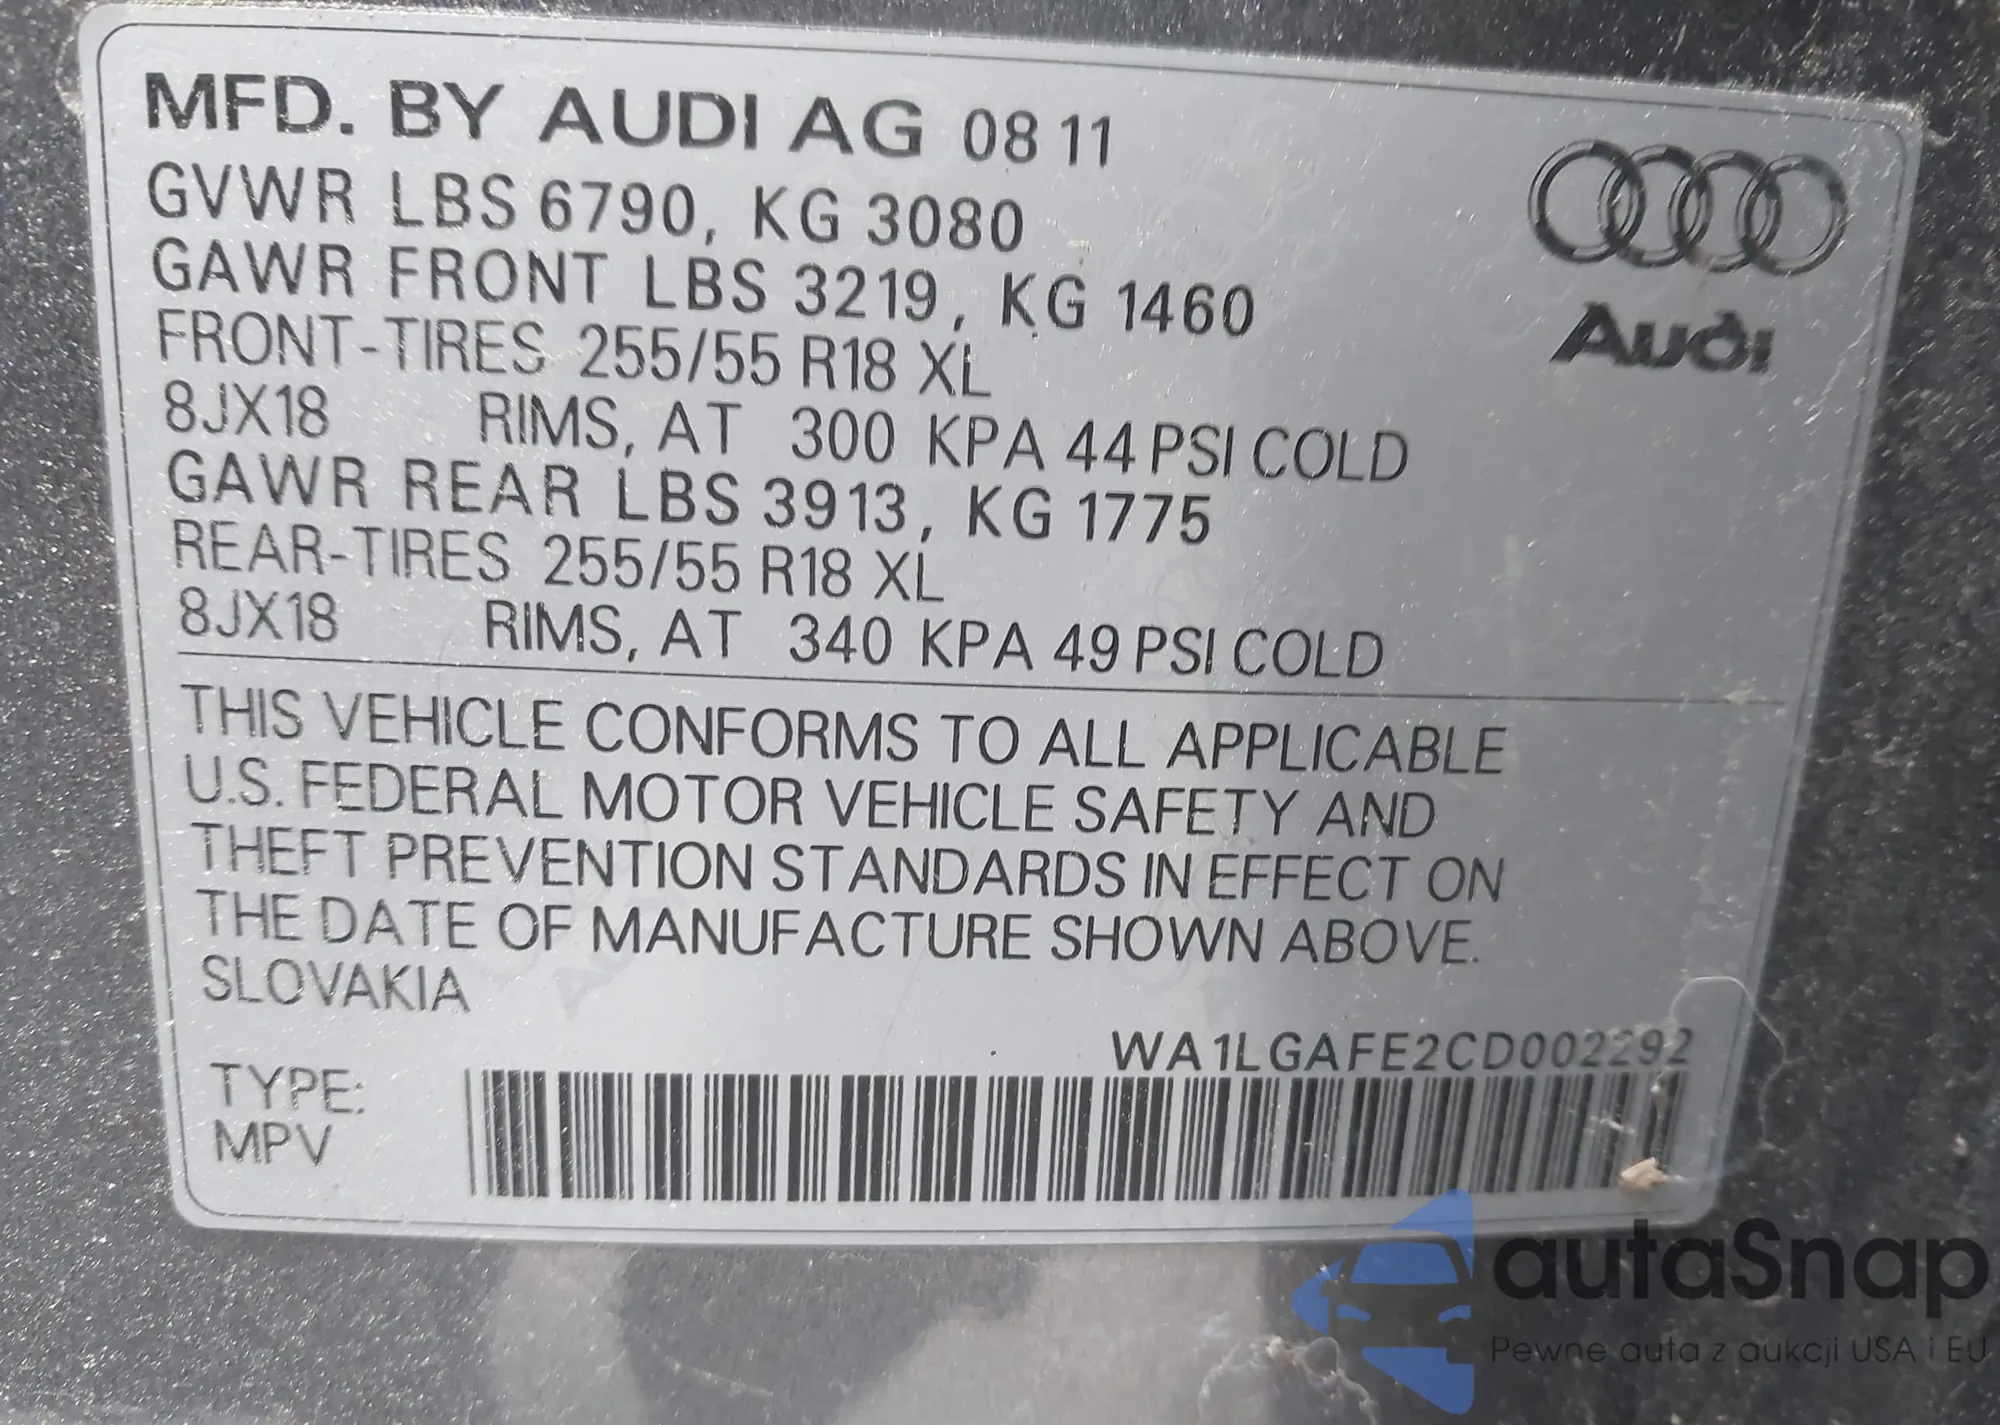 MFD. BY AUDI AG 08 11
GVWR LBS 6790, KG 3080
GAWR FRONT LBS 3219, KG 1460
FRONT-TIRES 255/55 R18 XL
8JX18 RIMS, AT 300 KPA 44 PSI COLD
GAWR REAR LBS 3913, KG 1775
REAR-TIRES 255/55 R18 XL
8JX18 RIMS, AT 340 KPA 49 PSI COLD
Audi
THIS VEHICLE CONFORMS TO ALL APPLICABLE
U.S. FEDERAL MOTOR VEHICLE SAFETY AND
THEFT PREVENTION STANDARDS IN EFFECT ON
THE DATE OF MANUFACTURE SHOWN ABOVE.
SLOVAKIA
WA1LGAFE2CD002292
TYPE:
MPV
autaSnap
Pewne auta z aukcji USA i EU